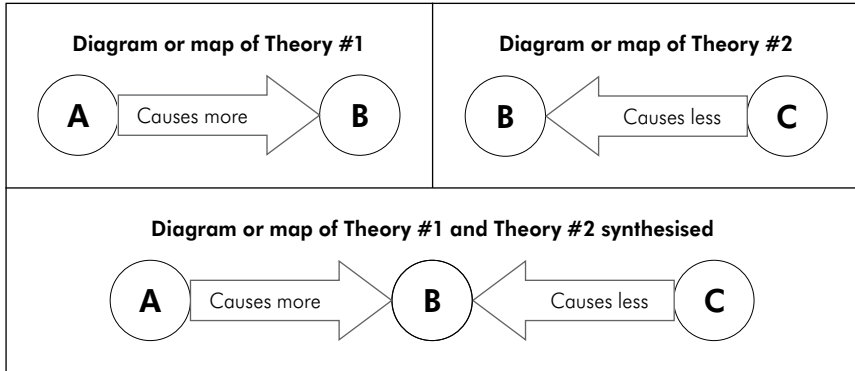 Diagram or map of Theory #1
A
Causes more
B
Diagram or map of Theory #2
B
Causes less
C
Diagram or map of Theory #1 and Theory #2 synthesised
A
Causes more
B
Causes less
C